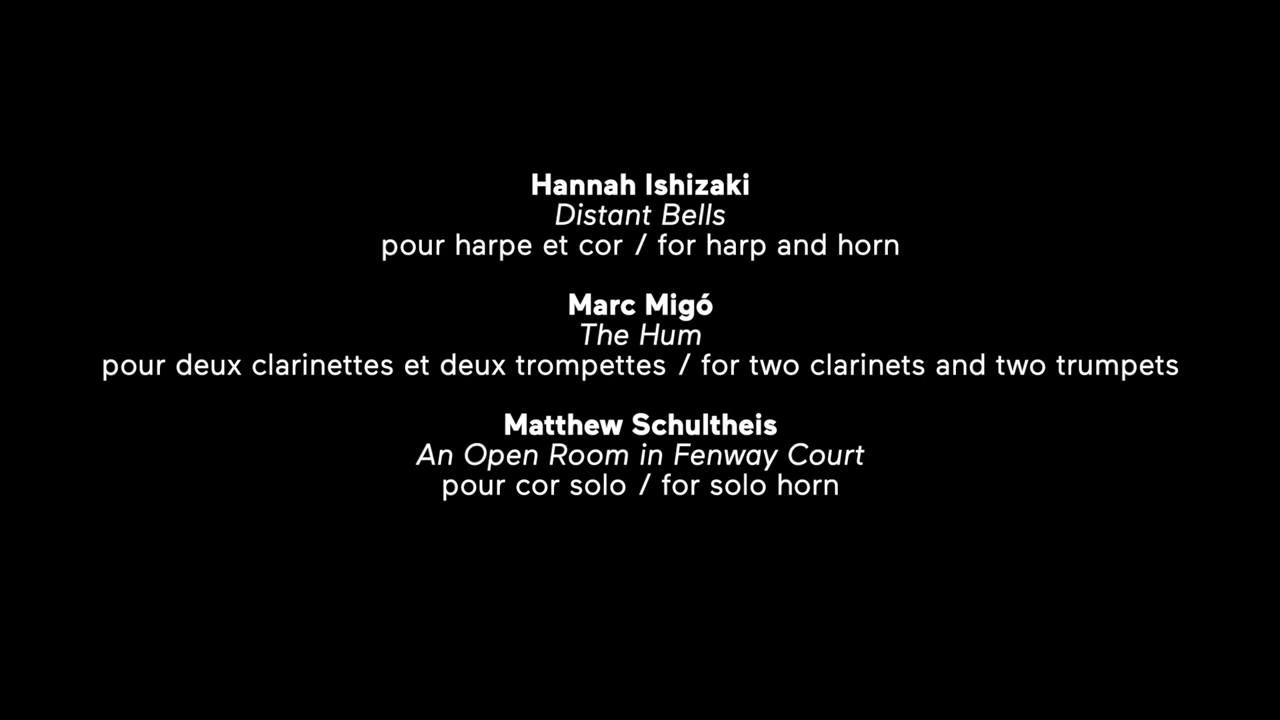 Hannah Ishizaki
Distant Bells
pour harpe et cor / for harp and horn
Marc Migó
The Hum
pour deux clarinettes et deux trompettes / for two clarinets and two trumpets
Matthew Schultheis
An Open Room in Fenway Court
pour cor solo / for solo horn